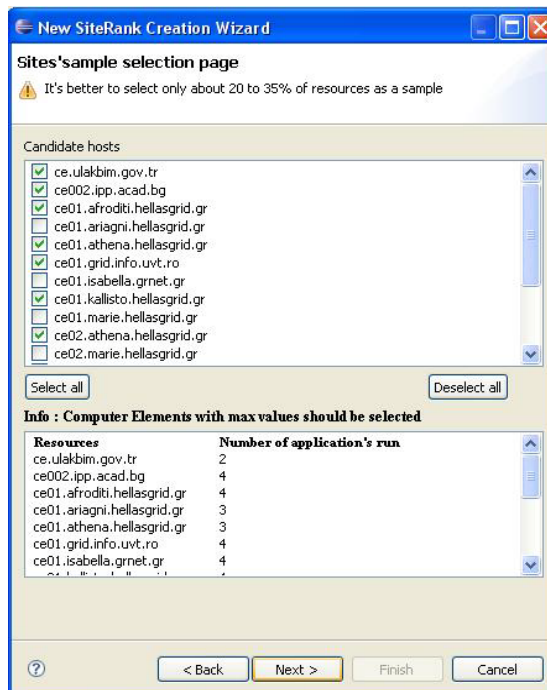 New SiteRank Creation Wizard
Sites'sample selection page
It's better to select only about 20 to 35% of resources as a sample
Candidate hosts
ce.ulakbim.gov.tr
ce002.ipp.acad.bg
ce01.afroditi.hellasgrid.gr
ce01.ariagni.hellasgrid.gr
ce01.athena.hellasgrid.gr
ce01.grid.info.uvt.ro
ce01.isabella.grnet.gr
ce01.kallisto.hellasgrid.gr
ce01.marie.hellasgrid.gr
ce02.athena.hellasgrid.gr
ce02.marie.hellasgrid.gr
Select all Deselect all
Info : Computer Elements with max values should be selected
Resources Number of application's run
ce.ulakbim.gov.tr 2
ce002.ipp.acad.bg 4
ce01.afroditi.hellasgrid.gr 4
ce01.ariagni.hellasgrid.gr 3
ce01.athena.hellasgrid.gr 3
ce01.grid.info.uvt.ro 4
ce01.isabella.grnet.gr 4
? < Back Next > Finish Cancel